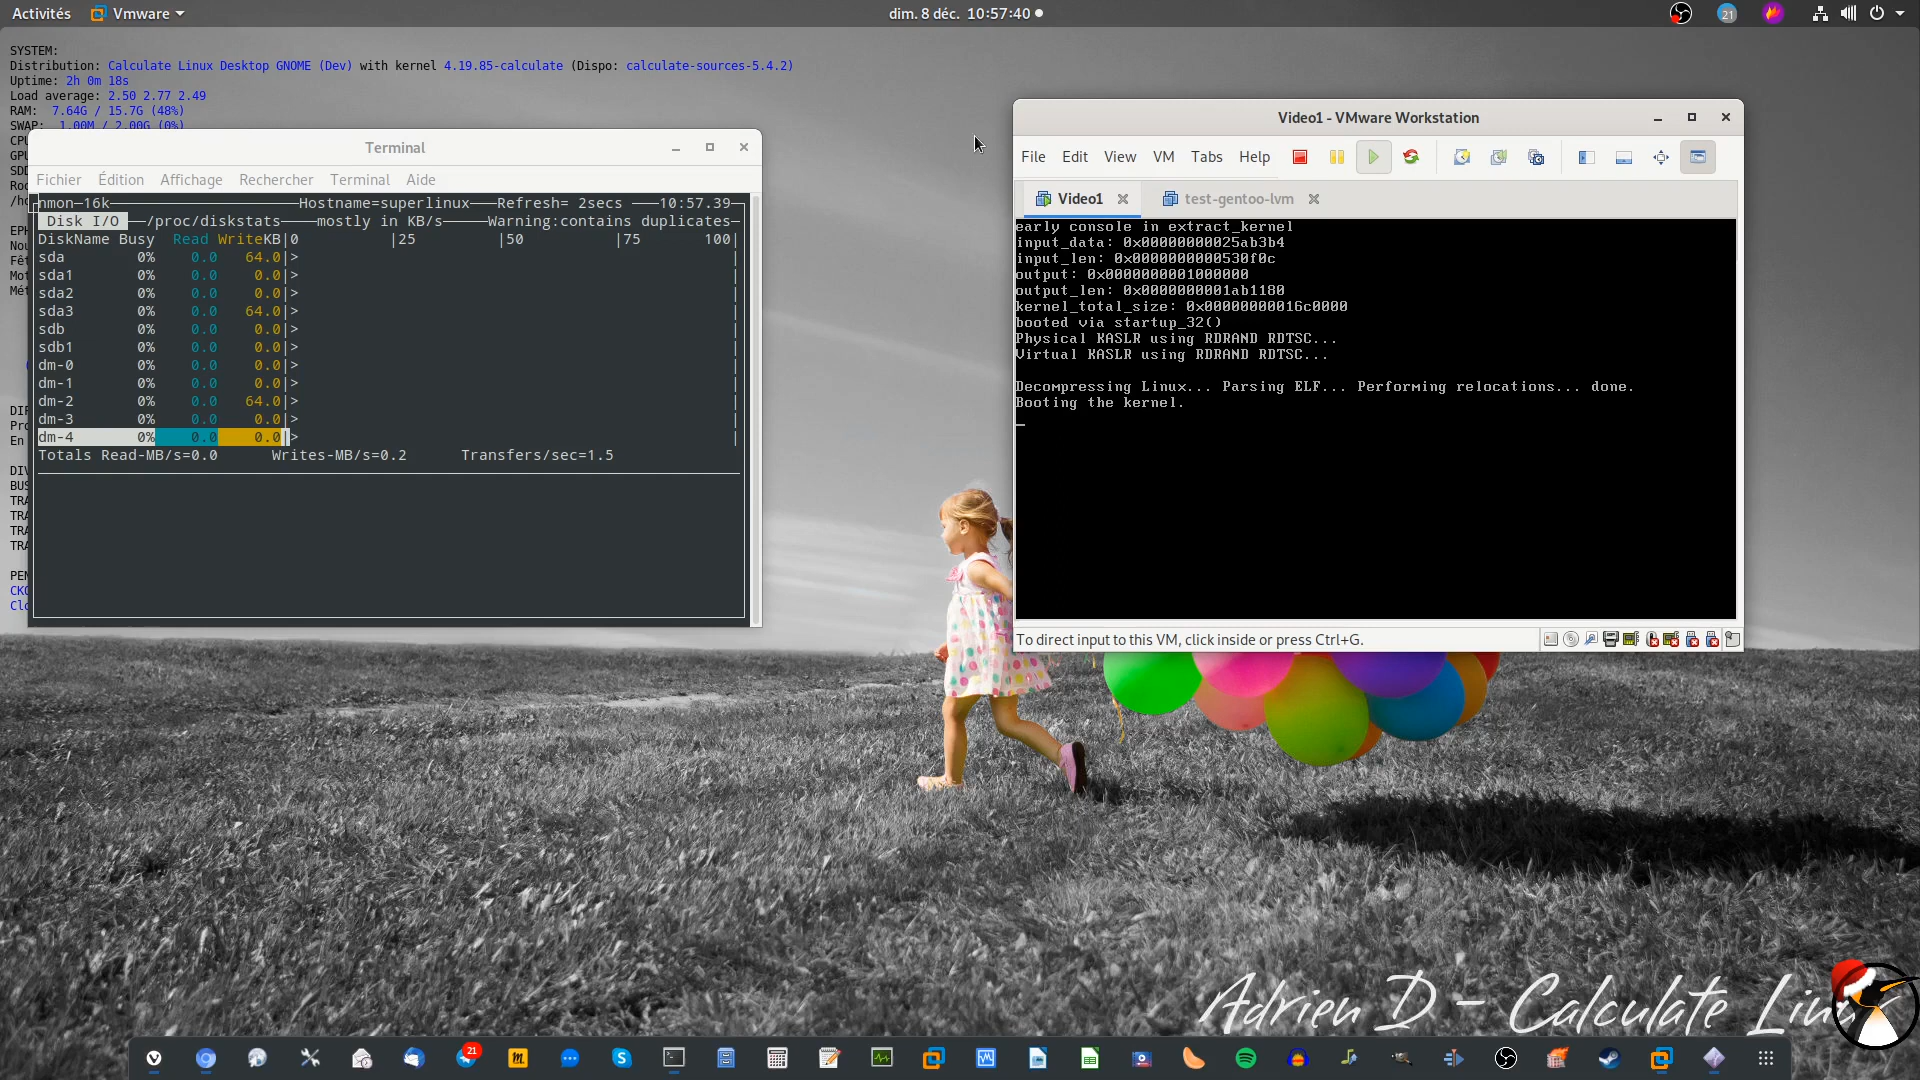 Activités
Vmware
dim. 8 déc. 10:57:40
21
SYSTEM:
Distribution: Calculate Linux Desktop GNOME (Dev) with kernel 4.19.85-calculate (Dispo: calculate-sources-5.4.2)
Uptime: 2h 0m 18s
Load average: 2.50 2.77 2.49
RAM: 7.64G / 15.7G (48%)
SWAP: 1.00M / 2.00G (0%)
Terminal
Fichier Édition Affichage Rechercher Terminal Aide
nmon─16k Hostname=superlinux Refresh= 2secs 10:57.39
Disk I/O /proc/diskstats mostly in KB/s Warning:contains duplicates
DiskName Busy Read WriteKB|0 |25 |50 |75 100|
sda 0% 0.0 64.0|> |
sda1 0% 0.0 0.0|> |
sda2 0% 0.0 0.0|> |
sda3 0% 0.0 64.0|> |
sdb 0% 0.0 0.0|> |
sdb1 0% 0.0 0.0|> |
dm-0 0% 0.0 0.0|> |
dm-1 0% 0.0 0.0|> |
dm-2 0% 0.0 64.0|> |
dm-3 0% 0.0 0.0|> |
dm-4 0% 0.0 0.0|> |
Totals Read-MB/s=0.0 Writes-MB/s=0.2 Transfers/sec=1.5
Video1 - VMware Workstation
File Edit View VM Tabs Help
Video1
test-gentoo-lvm
early console in extract_kernel
input_data: 0x00000000025ab3b4
input_len: 0x0000000000530f0c
output: 0x0000000001000000
output_len: 0x0000000001ab1180
kernel_total_size: 0x00000000016c0000
booted via startup_32()
Physical KASLR using RDRAND RDTSC...
Virtual KASLR using RDRAND RDTSC...
Decompressing Linux... Parsing ELF... Performing relocations... done.
Booting the kernel.
To direct input to this VM, click inside or press Ctrl+G.
Adrien D - Calculate
21